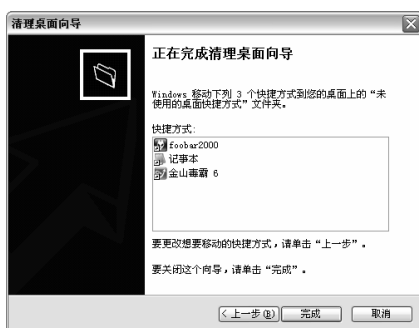 清理桌面向导
正在完成清理桌面向导
Windows 移动下列 3 个快捷方式到您的桌面上的“未
使用的桌面快捷方式”文件夹。
快捷方式:
foobar2000
记事本
金山毒霸 6
要更改想要移动的快捷方式，请单击“上一步”。
要关闭这个向导，请单击“完成”。
< 上一步(B) 完成 取消